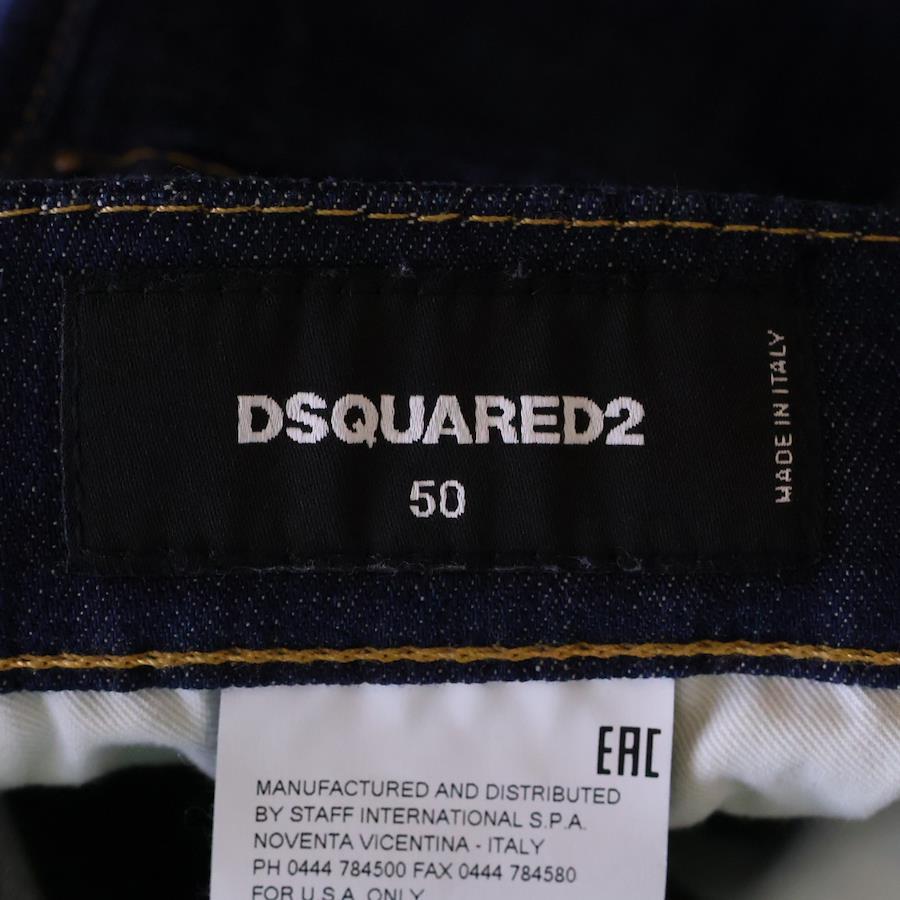 DSQUARED2
50
MADE IN ITALY
EAC
MANUFACTURED AND DISTRIBUTED
BY STAFF INTERNATIONAL S.P.A.
NOVENTA VICENTINA - ITALY
PH 0444 784500 FAX 0444 784580
FOR U.S.A. ONLY